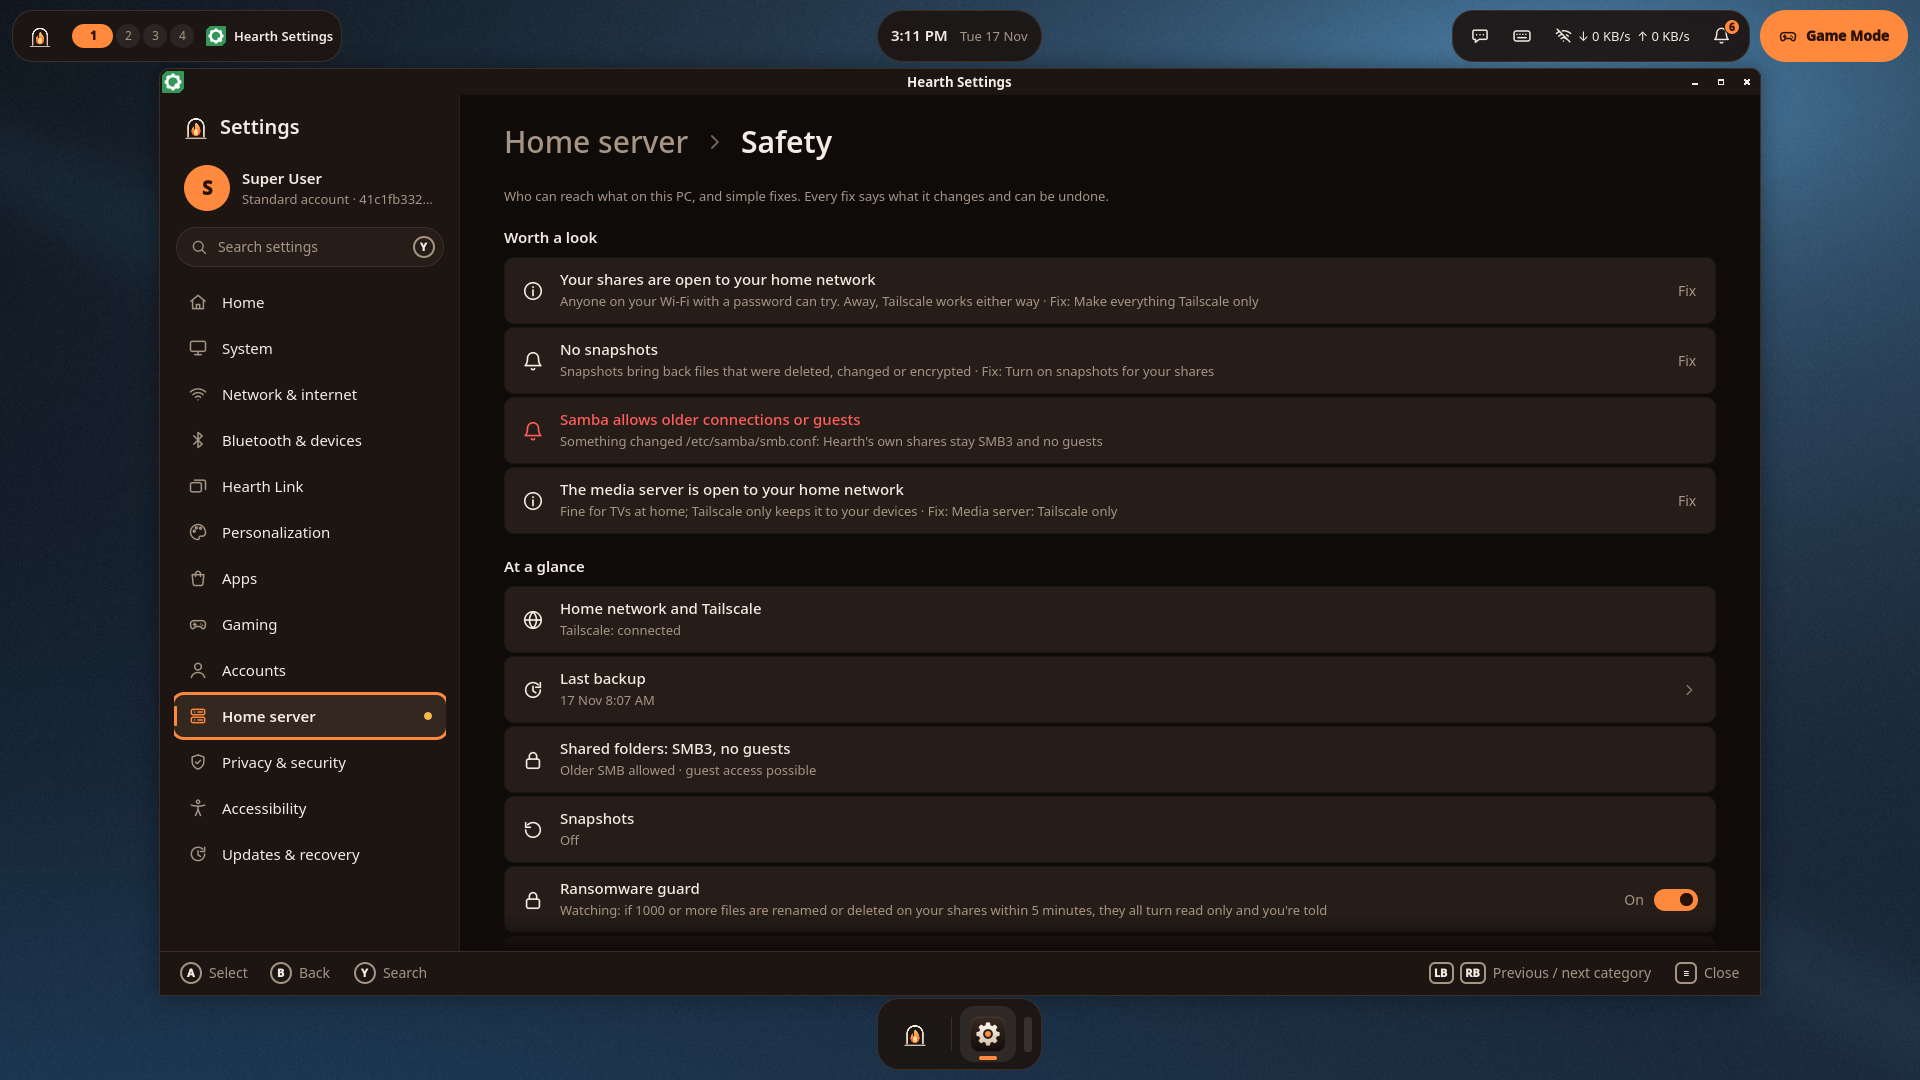 1 2 3 4 Hearth Settings
3:11 PM Tue 17 Nov
↓ 0 KB/s ↑ 0 KB/s 6 Game Mode
Hearth Settings
Settings
S
Super User
Standard account · 41c1fb332...
Search settings Y
Home
System
Network & internet
Bluetooth & devices
Hearth Link
Personalization
Apps
Gaming
Accounts
Home server
Privacy & security
Accessibility
Updates & recovery
Home server > Safety
Who can reach what on this PC, and simple fixes. Every fix says what it changes and can be undone.
Worth a look
Your shares are open to your home network
Anyone on your Wi-Fi with a password can try. Away, Tailscale works either way · Fix: Make everything Tailscale only
Fix
No snapshots
Snapshots bring back files that were deleted, changed or encrypted · Fix: Turn on snapshots for your shares
Fix
Samba allows older connections or guests
Something changed /etc/samba/smb.conf: Hearth's own shares stay SMB3 and no guests
The media server is open to your home network
Fine for TVs at home; Tailscale only keeps it to your devices · Fix: Media server: Tailscale only
Fix
At a glance
Home network and Tailscale
Tailscale: connected
Last backup
17 Nov 8:07 AM
Shared folders: SMB3, no guests
Older SMB allowed · guest access possible
Snapshots
Off
Ransomware guard
Watching: if 1000 or more files are renamed or deleted on your shares within 5 minutes, they all turn read only and you're told
On
A Select B Back Y Search
LB RB Previous / next category ≡ Close